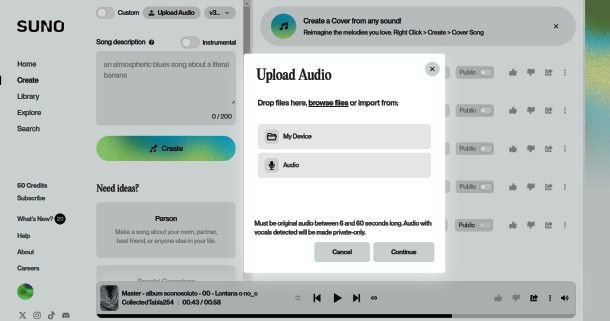 SUNO
Home
Create
Library
Explore
Search
50 Credits
Subscribe
What's New? 20
Help
About
Careers
Custom
Upload Audio
v3...
Song description
Instrumental
an atmospheric blues song about a literal
banana
0 / 200
Create
Need ideas?
Person
Make a song about your mom, partner,
best friend, or anyone else in your life.
Special Occasions
Create a Cover from any sound!
Reimagine the melodies you love. Right Click > Create > Cover Song
Public
Public
Public
Public
Public
Upload Audio
Drop files here, browse files or import from:
My Device
Audio
Must be original audio between 6 and 60 seconds long. Audio with
vocals detected will be made private-only.
Cancel
Continue
Master - album sconosciuto - 00 - Lontana o no_c
CollectedTabla254 | 00:43 / 00:58